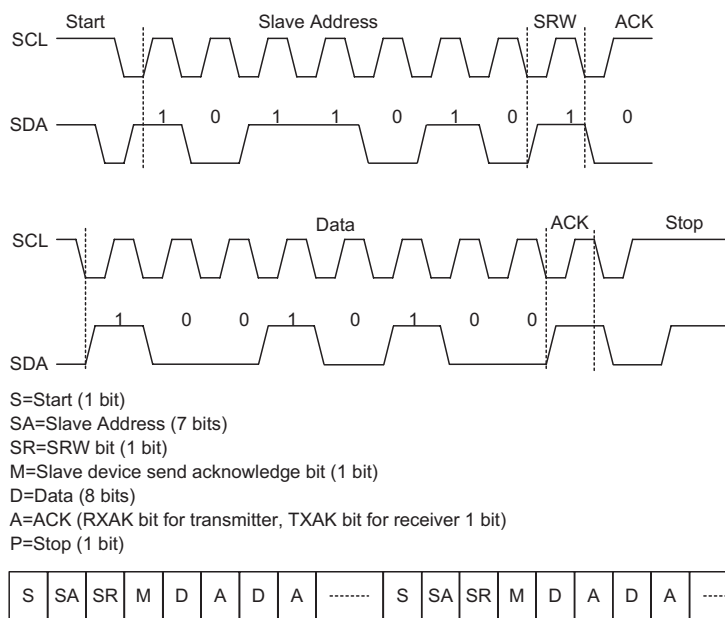 Start Slave Address SRW ACK
SCL
1 0 1 1 0 1 0 1 0
SDA
Data ACK Stop
SCL
1 0 0 1 0 1 0 0
SDA
S=Start (1 bit)
SA=Slave Address (7 bits)
SR=SRW bit (1 bit)
M=Slave device send acknowledge bit (1 bit)
D=Data (8 bits)
A=ACK (RXAK bit for transmitter, TXAK bit for receiver 1 bit)
P=Stop (1 bit)
S SA SR M D A D A ........ S SA SR M D A D A .....